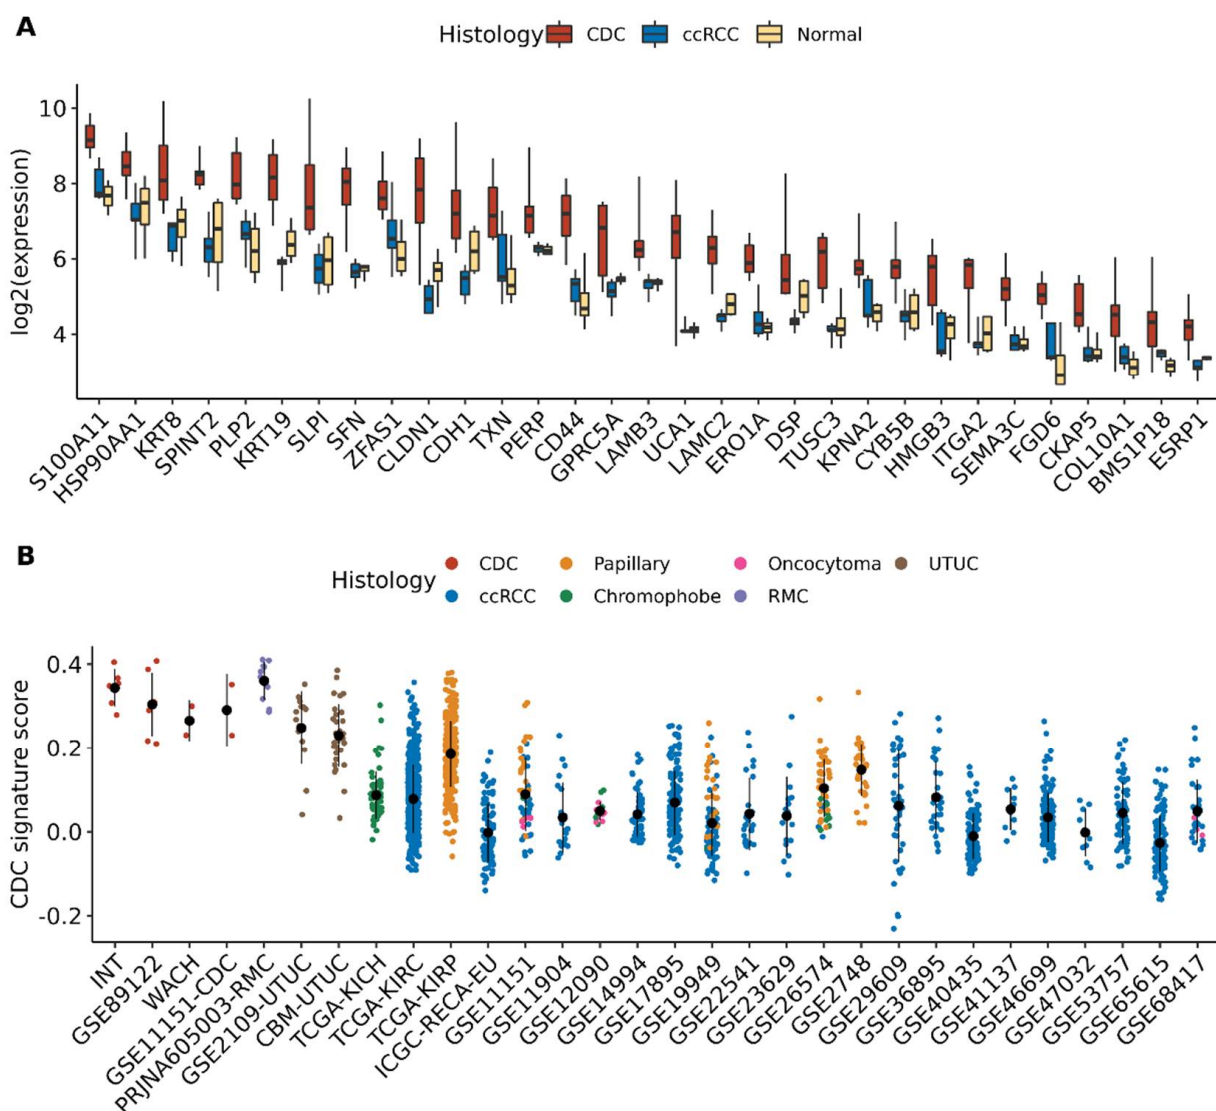 A
Histology CDC ccRCC Normal
log2(expression)
10
8
6
4
S100A11 HSP90AA1 KRT8 SPINT2 PLP2 KRT19 SLPI SFN ZFAS1 CLDN1 CDH1 TXN PERP CD44 GPRC5A LAMB3 UCA1 LAMC2 ERO1A DSP TUSC3 KPNA2 CYB5B HMGB3 ITGA2 SEMA3C FGD6 CKAP5 COL10A1 BMS1P18 ESRP1
B
Histology
CDC Papillary Oncocytoma UTUC
ccRCC Chromophobe RMC
CDC signature score
0.4
0.2
0.0
-0.2
INT GSE89122 WACH GSE11151-CDC PRJNA605003-RMC GSE2109-UTUC CBM-UTUC TCGA-KICH TCGA-KIRC TCGA-KIRP ICGC-RECA-EU GSE11151 GSE11904 GSE12090 GSE14994 GSE17895 GSE19949 GSE22541 GSE23629 GSE26574 GSE2748 GSE29609 GSE36895 GSE40435 GSE41137 GSE46699 GSE47032 GSE53757 GSE65615 GSE68417